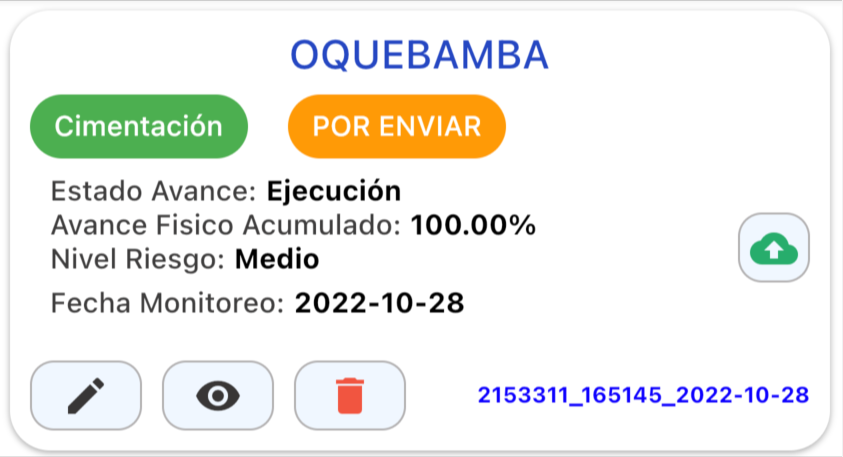 OQUEBAMBA
Cimentación
POR ENVIAR
Estado Avance: Ejecución
Avance Fisico Acumulado: 100.00%
Nivel Riesgo: Medio
Fecha Monitoreo: 2022-10-28
2153311_165145_2022-10-28